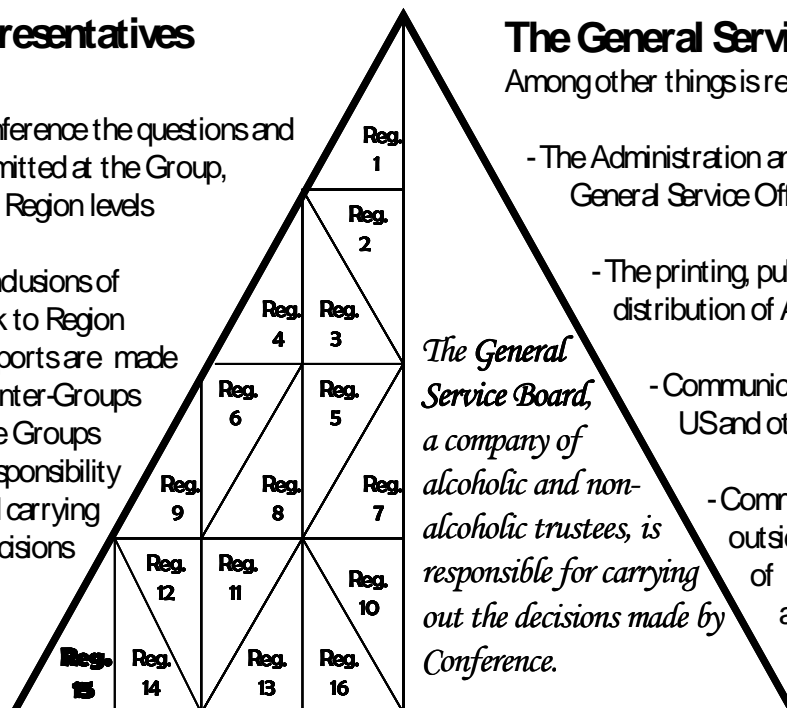 resentatives
nference the questions and
mitted at the Group,
Region levels
nclusions of
k to Region
ports are made
nter-Groups
e Groups
sponsibility
l carrying
cisions
Reg.
1
Reg.
2
Reg. Reg.
4 3
Reg. Reg.
6 5
Reg. Reg. Reg.
9 8 7
Reg. Reg. Reg.
12 11 10
Reg. Reg. Reg. Reg.
15 14 13 16
The General
Service Board,
a company of
alcoholic and non-
alcoholic trustees, is
responsible for carrying
out the decisions made by
Conference.
The General Servi
Among other things is re
- The Administration an
General Service Off
- The printing, pul
distribution of A
- Communic
US and ot
- Comm
outsid
of
a